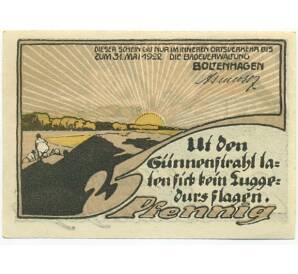 DIESER SCHEIN GILT NUR IM INNEREN ORTSVERKEHR BIS
ZUM 31. MAI 1922. DIE BADEVERWALTUNG
BOLTENHAGEN
Ut den
Sünnenstrahl la-
ten sick kein Lugge-
durs slagen.
25 Pfennig